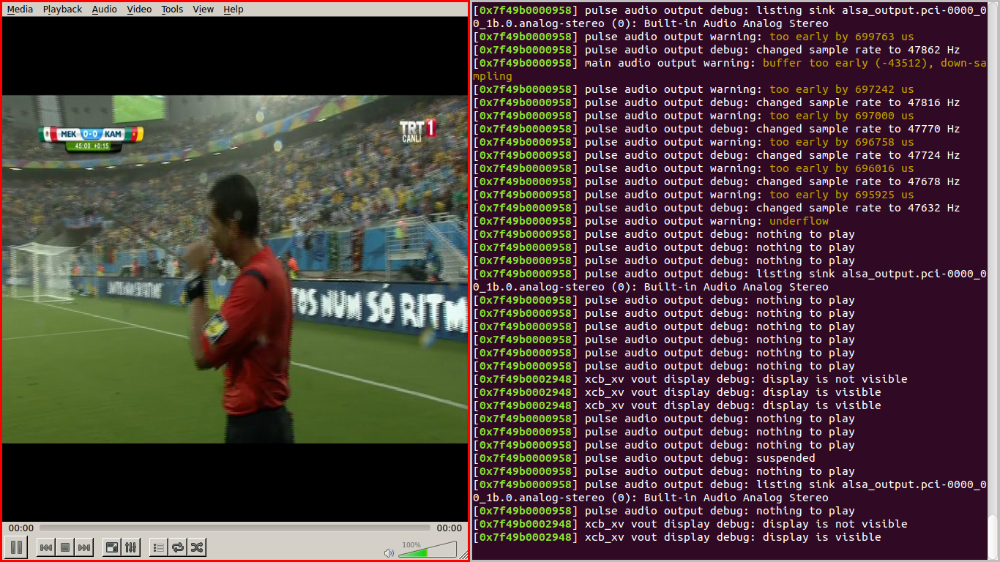 Media Playback Audio Video Tools View Help
MEK 0-0 KAM
45:00 +0:15
TRT 1
CANLI
TOS NUM SÓ RITM
00:00 00:00
100%
[0x7f49b0000958] pulse audio output debug: listing sink alsa_output.pci-0000_0
0_1b.0.analog-stereo (0): Built-in Audio Analog Stereo
[0x7f49b0000958] pulse audio output warning: too early by 699763 us
[0x7f49b0000958] pulse audio output debug: changed sample rate to 47862 Hz
[0x7f49b0000958] main audio output warning: buffer too early (-43512), down-sa
mpling
[0x7f49b0000958] pulse audio output warning: too early by 697242 us
[0x7f49b0000958] pulse audio output debug: changed sample rate to 47816 Hz
[0x7f49b0000958] pulse audio output warning: too early by 697000 us
[0x7f49b0000958] pulse audio output debug: changed sample rate to 47770 Hz
[0x7f49b0000958] pulse audio output warning: too early by 696758 us
[0x7f49b0000958] pulse audio output debug: changed sample rate to 47724 Hz
[0x7f49b0000958] pulse audio output warning: too early by 696016 us
[0x7f49b0000958] pulse audio output debug: changed sample rate to 47678 Hz
[0x7f49b0000958] pulse audio output warning: too early by 695925 us
[0x7f49b0000958] pulse audio output debug: changed sample rate to 47632 Hz
[0x7f49b0000958] pulse audio output warning: underflow
[0x7f49b0000958] pulse audio output debug: nothing to play
[0x7f49b0000958] pulse audio output debug: nothing to play
[0x7f49b0000958] pulse audio output debug: nothing to play
[0x7f49b0000958] pulse audio output debug: listing sink alsa_output.pci-0000_0
0_1b.0.analog-stereo (0): Built-in Audio Analog Stereo
[0x7f49b0000958] pulse audio output debug: nothing to play
[0x7f49b0000958] pulse audio output debug: nothing to play
[0x7f49b0000958] pulse audio output debug: nothing to play
[0x7f49b0000958] pulse audio output debug: nothing to play
[0x7f49b0000958] pulse audio output debug: nothing to play
[0x7f49b0000958] pulse audio output debug: nothing to play
[0x7f49b0002948] xcb_xv vout display debug: display is not visible
[0x7f49b0002948] xcb_xv vout display debug: display is visible
[0x7f49b0002948] xcb_xv vout display debug: display is visible
[0x7f49b0000958] pulse audio output debug: nothing to play
[0x7f49b0000958] pulse audio output debug: nothing to play
[0x7f49b0000958] pulse audio output debug: nothing to play
[0x7f49b0000958] pulse audio output debug: suspended
[0x7f49b0000958] pulse audio output debug: nothing to play
[0x7f49b0000958] pulse audio output debug: listing sink alsa_output.pci-0000_0
0_1b.0.analog-stereo (0): Built-in Audio Analog Stereo
[0x7f49b0000958] pulse audio output debug: nothing to play
[0x7f49b0002948] xcb_xv vout display debug: display is not visible
[0x7f49b0002948] xcb_xv vout display debug: display is visible